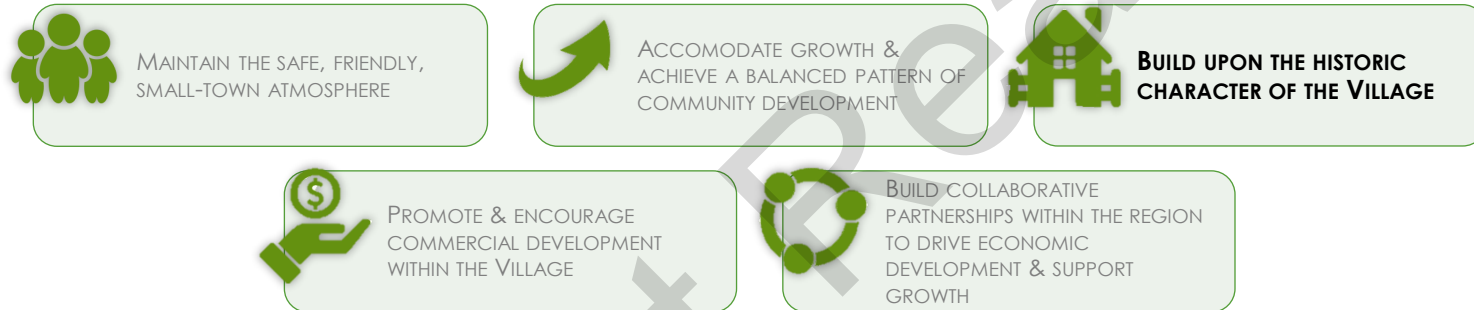 Maintain the safe, friendly,
small-town atmosphere
Accomodate growth &
achieve a balanced pattern of
community development
Build upon the historic
character of the Village
Promote & encourage
commercial development
within the Village
Build collaborative
partnerships within the region
to drive economic
development & support
growth